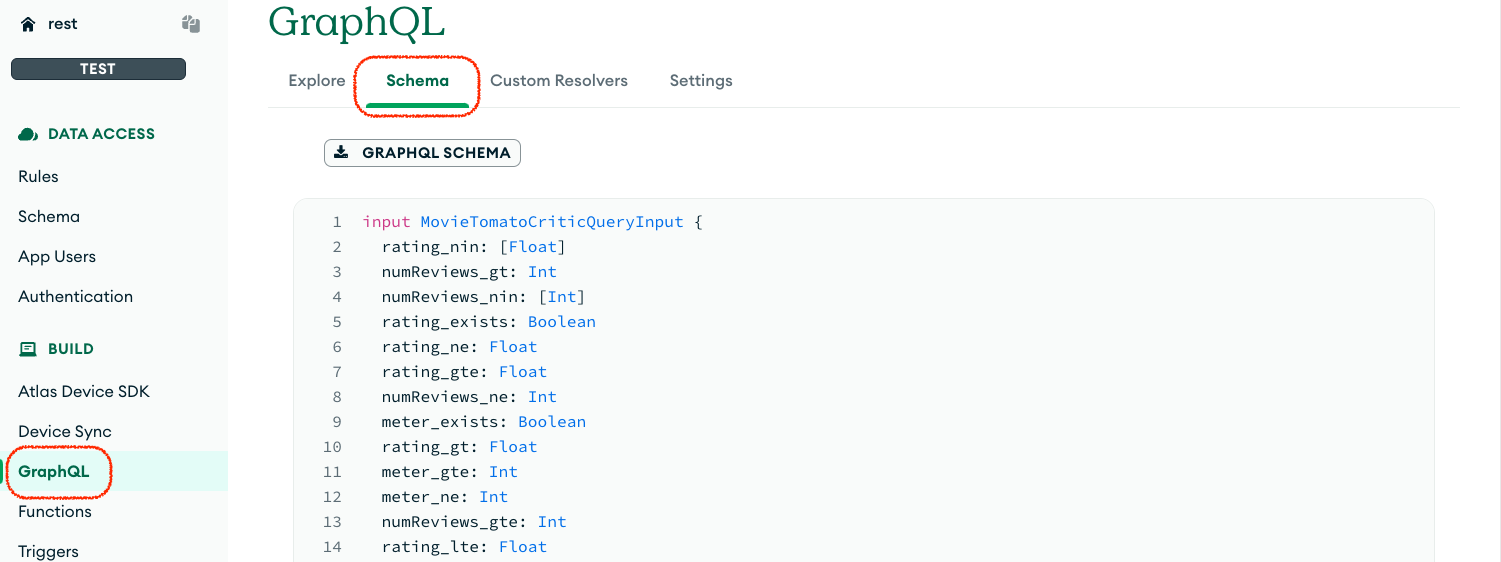 rest
TEST
DATA ACCESS
Rules
Schema
App Users
Authentication
BUILD
Atlas Device SDK
Device Sync
GraphQL
Functions
Triggers
GraphQL
Explore Schema Custom Resolvers Settings
GRAPHQL SCHEMA
1 input MovieTomatoCriticQueryInput {
2 rating_nin: [Float]
3 numReviews_gt: Int
4 numReviews_nin: [Int]
5 rating_exists: Boolean
6 rating_ne: Float
7 rating_gte: Float
8 numReviews_ne: Int
9 meter_exists: Boolean
10 rating_gt: Float
11 meter_gte: Int
12 meter_ne: Int
13 numReviews_gte: Int
14 rating_lte: Float